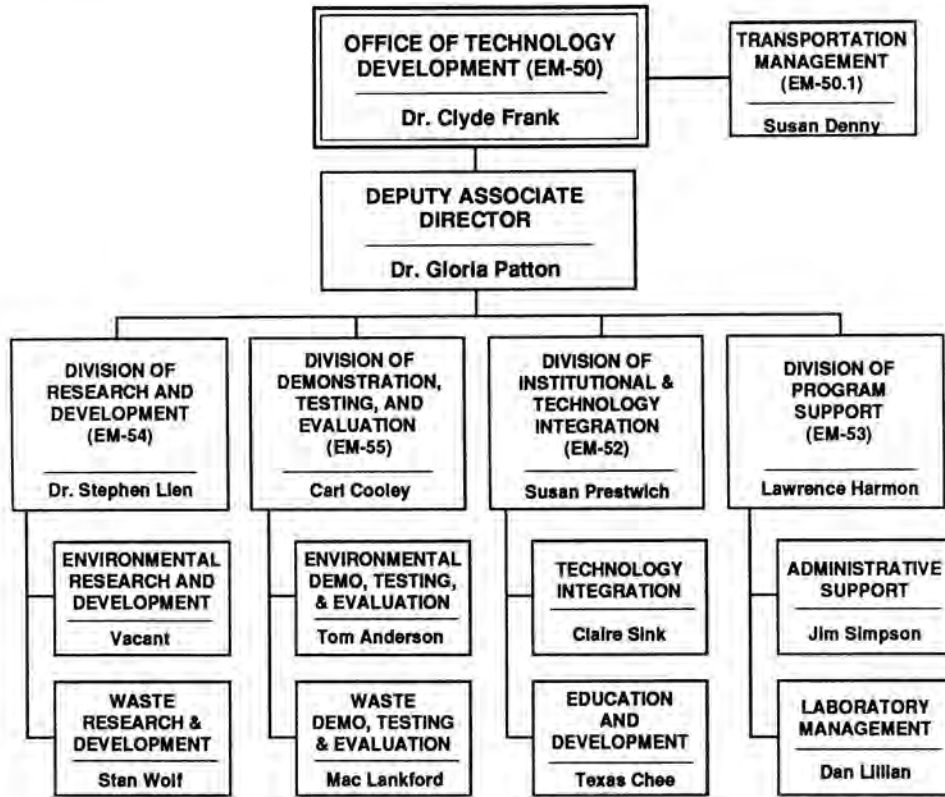 OFFICE OF TECHNOLOGY
DEVELOPMENT (EM-50)
Dr. Clyde Frank
TRANSPORTATION
MANAGEMENT
(EM-50.1)
Susan Denny
DEPUTY ASSOCIATE
DIRECTOR
Dr. Gloria Patton
DIVISION OF
RESEARCH AND
DEVELOPMENT
(EM-54)
Dr. Stephen Lien
ENVIRONMENTAL
RESEARCH AND
DEVELOPMENT
Vacant
WASTE
RESEARCH &
DEVELOPMENT
Stan Wolf
DIVISION OF
DEMONSTRATION,
TESTING, AND
EVALUATION
(EM-55)
Carl Cooley
ENVIRONMENTAL
DEMO, TESTING,
& EVALUATION
Tom Anderson
WASTE
DEMO, TESTING
& EVALUATION
Mac Lankford
DIVISION OF
INSTITUTIONAL &
TECHNOLOGY
INTEGRATION
(EM-52)
Susan Prestwich
TECHNOLOGY
INTEGRATION
Claire Sink
EDUCATION
AND
DEVELOPMENT
Texas Chee
DIVISION OF
PROGRAM
SUPPORT
(EM-53)
Lawrence Harmon
ADMINISTRATIVE
SUPPORT
Jim Simpson
LABORATORY
MANAGEMENT
Dan Lillian